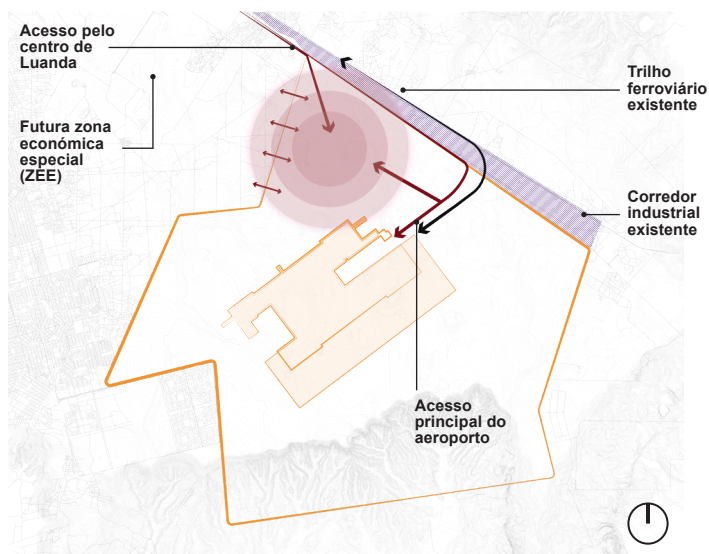 Acesso pelo
centro de
Luanda
Futura zona
económica
especial
(ZEE)
Trilho
ferroviário
existente
Corredor
industrial
existente
Acesso
principal do
aeroporto